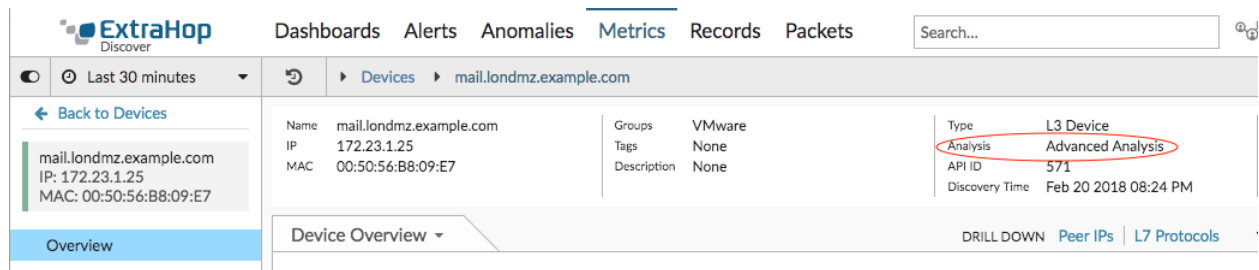 ExtraHop
Discover
Dashboards Alerts Anomalies Metrics Records Packets
Search...
Last 30 minutes
Devices mail.londmz.example.com
Back to Devices
mail.londmz.example.com
IP: 172.23.1.25
MAC: 00:50:56:B8:09:E7
Overview
Name mail.londmz.example.com
IP 172.23.1.25
MAC 00:50:56:B8:09:E7
Groups VMware
Tags None
Description None
Type L3 Device
Analysis Advanced Analysis
API ID 571
Discovery Time Feb 20 2018 08:24 PM
Device Overview
DRILL DOWN Peer IPs | L7 Protocols